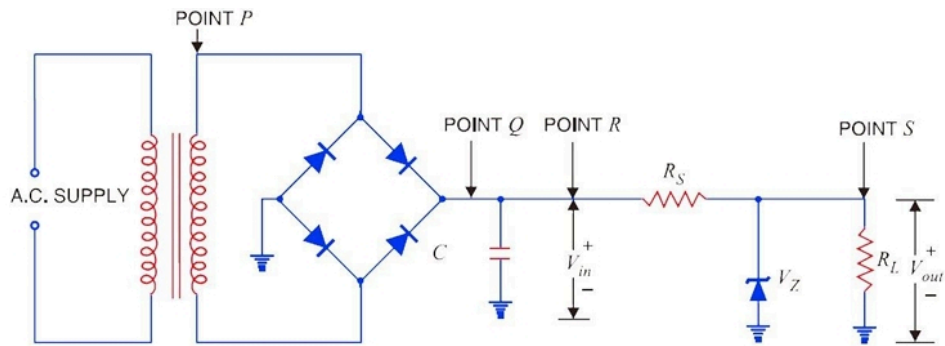 POINT P
POINT Q
POINT R
POINT S
A.C. SUPPLY
R_S
C
+
V_in
−
V_Z
R_L
+
V_out
−